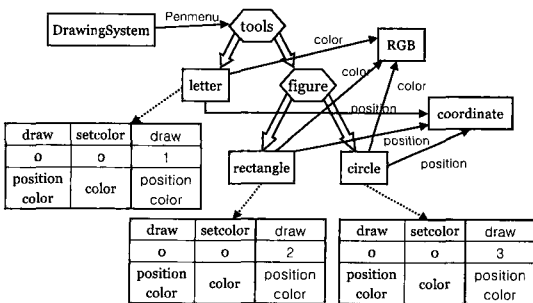 Penmenu
DrawingSystem
tools
color
RGB
letter
color
figure
color
position
coordinate
rectangle
circle
position
draw setcolor draw
o o 1
position color position
color color
draw setcolor draw
o o 2
position color position
color color
draw setcolor draw
o o 3
position color position
color color